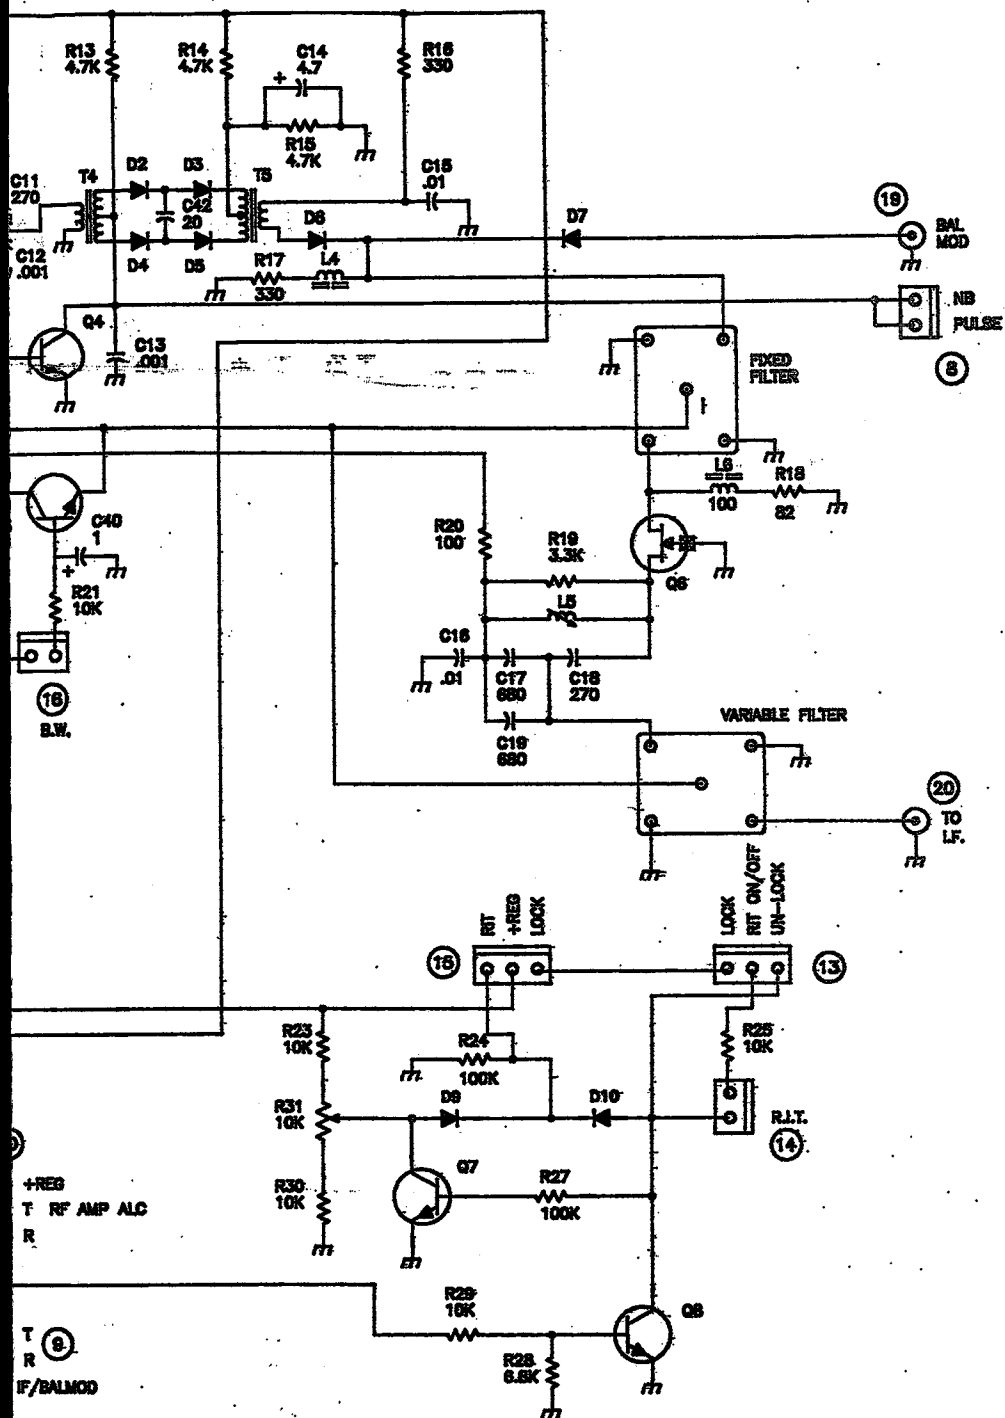 R13
4.7K
R14
4.7K
C14
4.7
+
R16
330
R15
4.7K
C11
270
T4
D2
D3
T5
C15
.01
C42
20
D6
D7
19
BAL
MOD
C12
.001
D4
D5
R17
330
L4
NB
PULSE
8
Q4
C13
.001
FIXED
FILTER
L6
100
R18
82
C40
1
+
R20
100
R19
3.3K
Q6
R21
10K
L5
C16
.01
C17
680
C18
270
16
B.W.
C19
680
VARIABLE FILTER
20
TO
I.F.
RIT
+REG
LOCK
LOCK
RIT ON/OFF
UN-LOCK
15
13
R23
10K
R24
100K
R25
10K
R31
10K
D9
D10
R.I.T.
14
Q7
R27
100K
R30
10K
+REG
T RF AMP ALC
R
R29
10K
Q8
R28
6.8K
T
R
9
IF/BALMOD